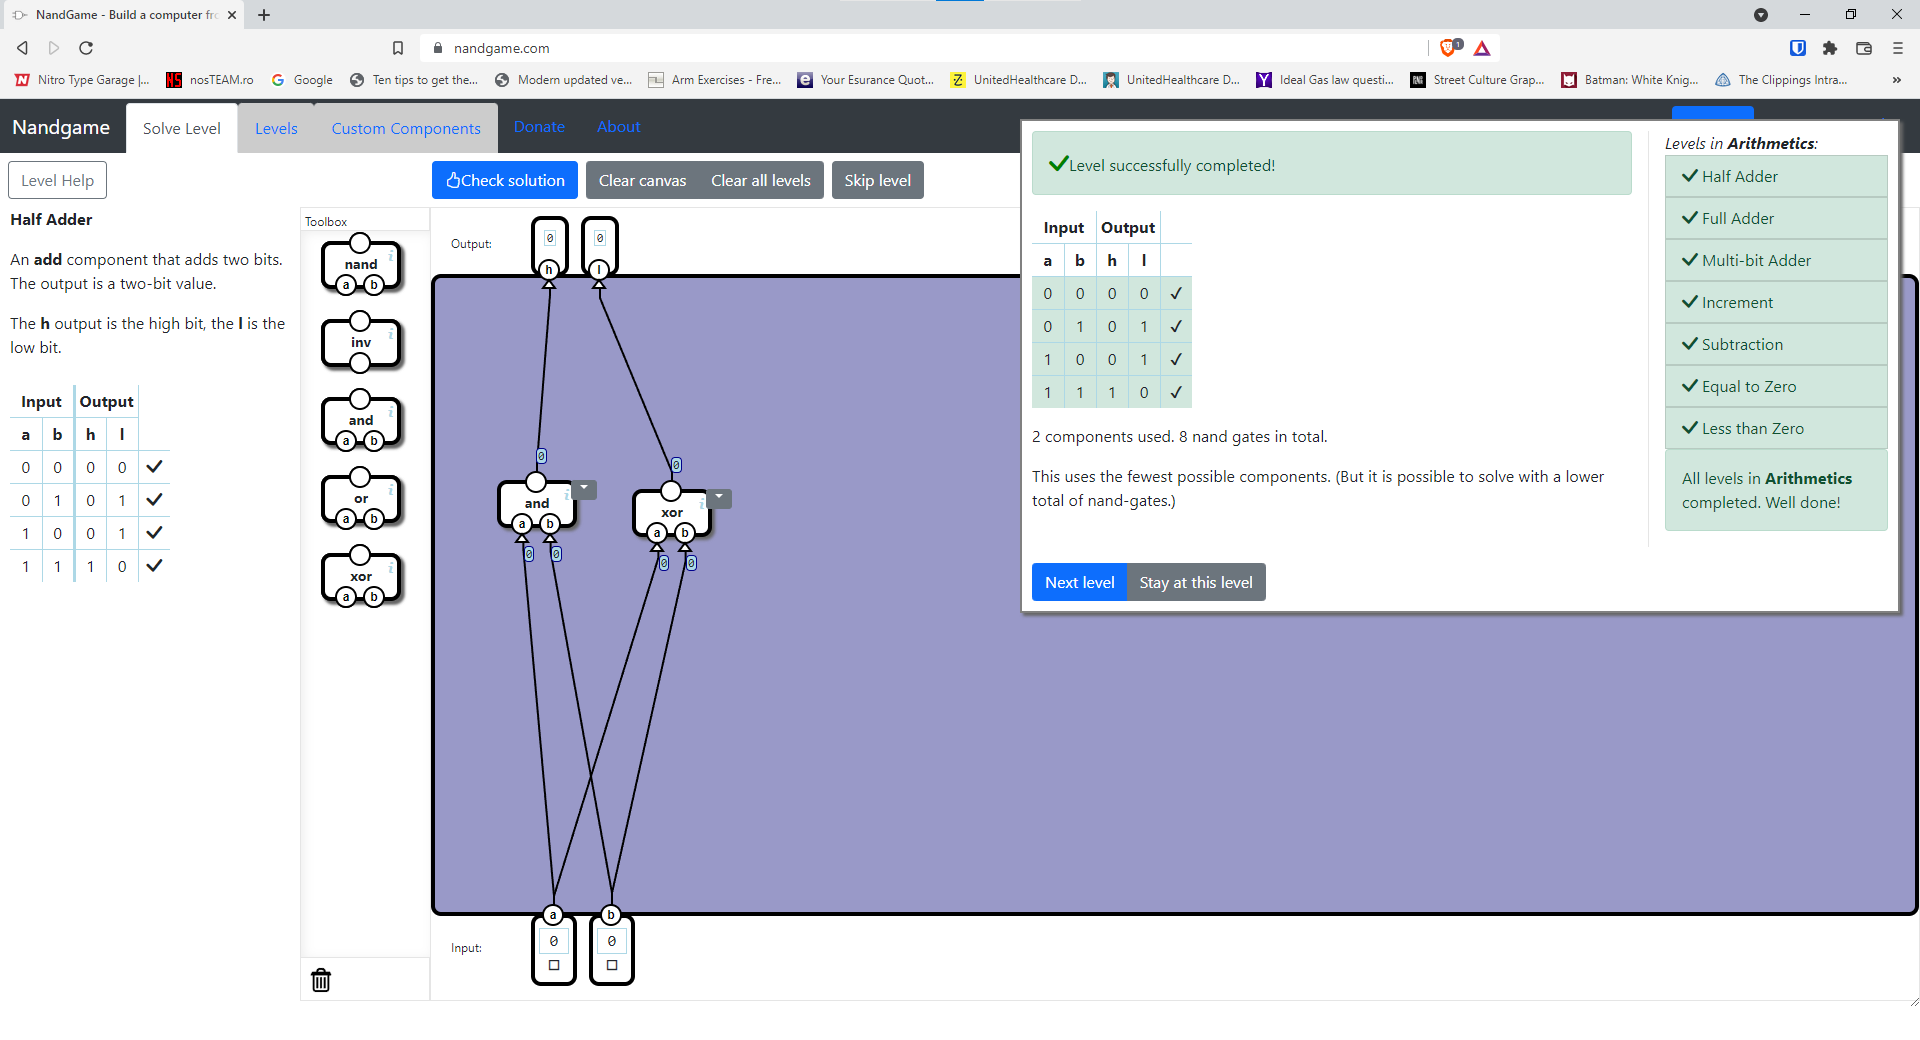 NandGame - Build a computer fr
nandgame.com
1
Nitro Type Garage |...
NS nosTEAM.ro
Google
Ten tips to get the...
Modern updated ve...
Arm Exercises - Fre...
Your Esurance Quot...
UnitedHealthcare D...
UnitedHealthcare D...
Ideal Gas law questi...
Street Culture Grap...
Batman: White Knig...
The Clippings Intra...
»
Nandgame
Solve Level
Levels
Custom Components
Donate
About
Level Help
Check solution
Clear canvas
Clear all levels
Skip level
Half Adder
An add component that adds two bits.
The output is a two-bit value.
The h output is the high bit, the l is the
low bit.
Input Output
a b h l
0 0 0 0 ✓
0 1 0 1 ✓
1 0 0 1 ✓
1 1 1 0 ✓
Toolbox
nand
a b
inv
and
a b
or
a b
xor
a b
Output:
0 0
h l
0
0
and
a b
xor
a b
0 0
0 0
a b
Input:
0 0
✓Level successfully completed!
Input Output
a b h l
0 0 0 0 ✓
0 1 0 1 ✓
1 0 0 1 ✓
1 1 1 0 ✓
2 components used. 8 nand gates in total.
This uses the fewest possible components. (But it is possible to solve with a lower
total of nand-gates.)
Next level
Stay at this level
Levels in Arithmetics:
✓ Half Adder
✓ Full Adder
✓ Multi-bit Adder
✓ Increment
✓ Subtraction
✓ Equal to Zero
✓ Less than Zero
All levels in Arithmetics
completed. Well done!